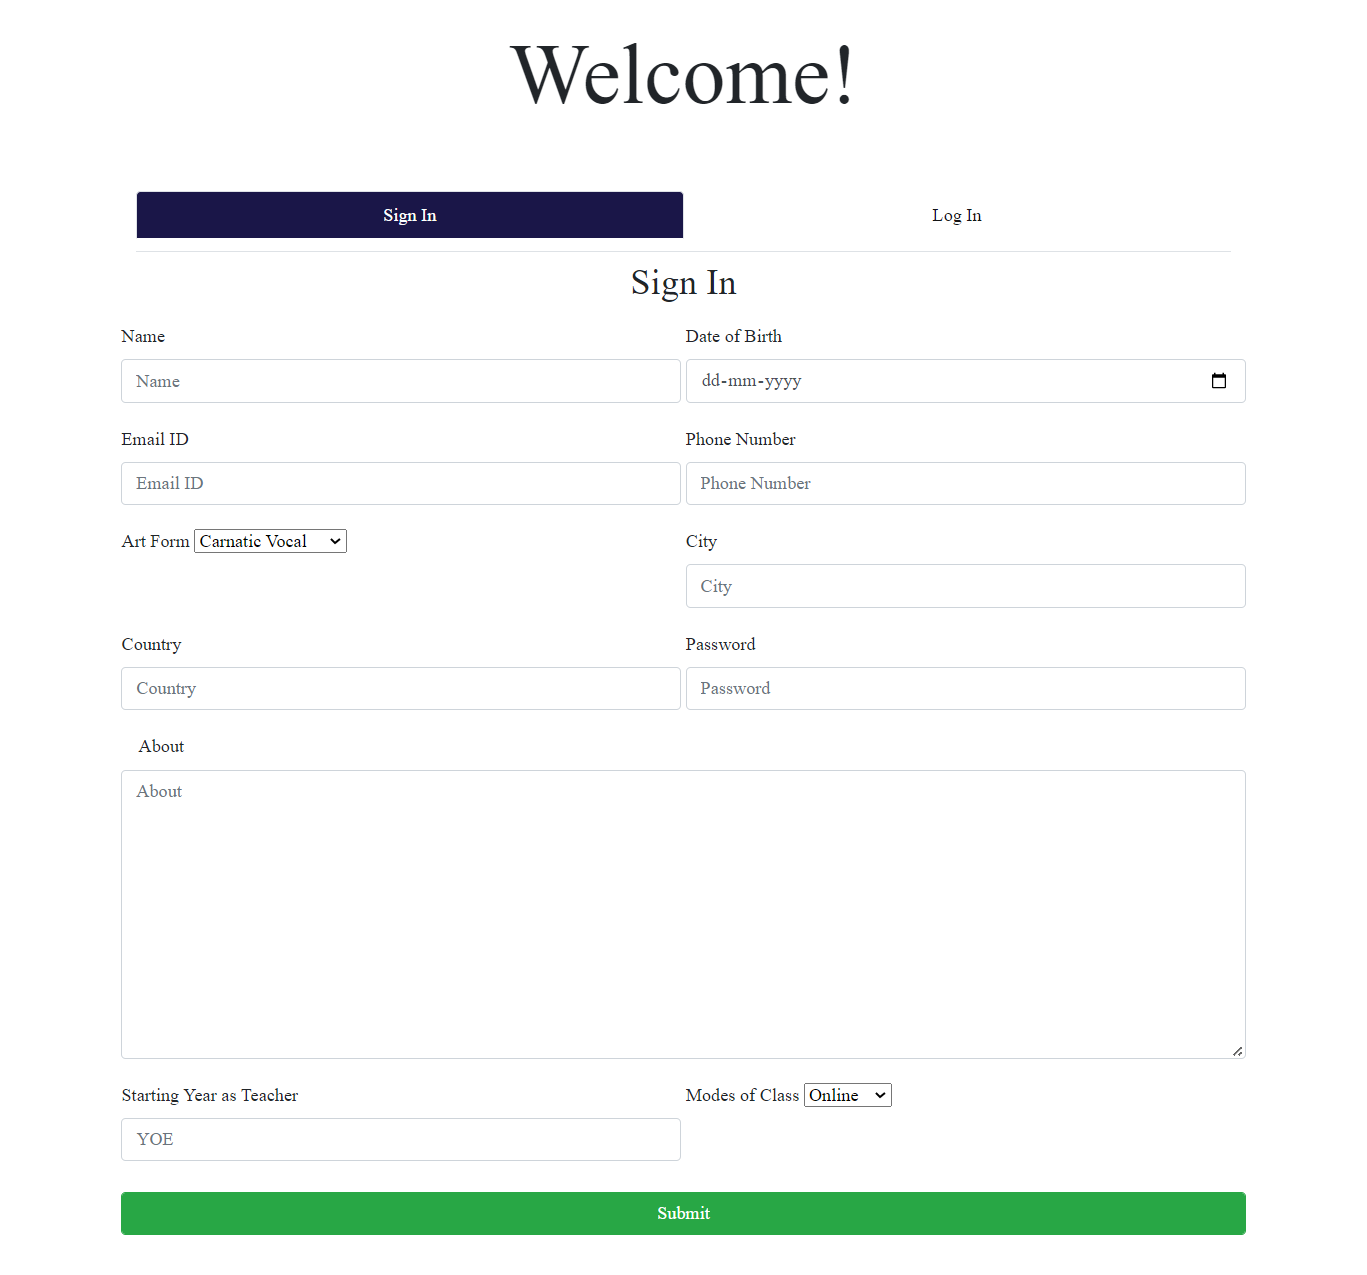 Welcome!
Sign In Log In
Sign In
Name Date of Birth
Name dd-mm-yyyy
Email ID Phone Number
Email ID Phone Number
Art Form Carnatic Vocal City
City
Country Password
Country Password
About
About
Starting Year as Teacher Modes of Class Online
YOE
Submit